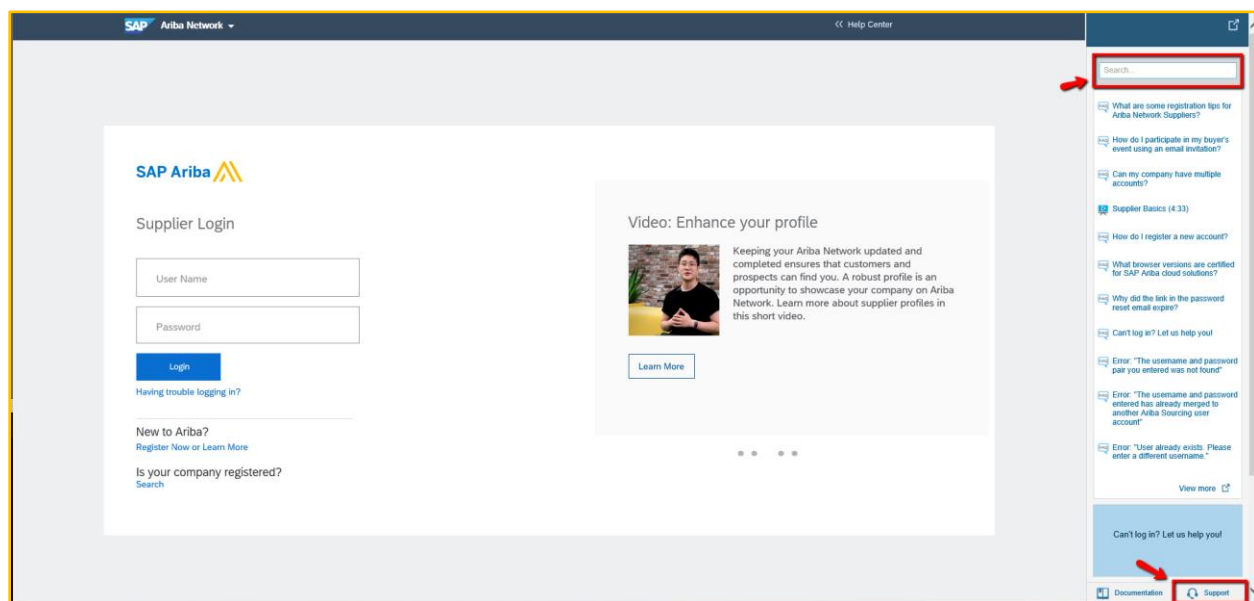 SAP Ariba Network
<< Help Center
Search...
What are some registration tips for
Ariba Network Suppliers?
How do I participate in my buyer's
event using an email invitation?
Can my company have multiple
accounts?
Supplier Basics (4:33)
How do I register a new account?
What browser versions are certified
for SAP Ariba cloud solutions?
Why did the link in the password
reset email expire?
Can't log in? Let us help you!
Error: "The username and password
pair you entered was not found"
Error: "The username and password
entered has already merged to
another Ariba Sourcing user
account"
Error: "User already exists. Please
enter a different username."
View more
Can't log in? Let us help you!
Documentation
Support
SAP Ariba
Supplier Login
User Name
Password
Login
Having trouble logging in?
New to Ariba?
Register Now or Learn More
Is your company registered?
Search
Video: Enhance your profile
Keeping your Ariba Network updated and
completed ensures that customers and
prospects can find you. A robust profile is an
opportunity to showcase your company on Ariba
Network. Learn more about supplier profiles in
this short video.
Learn More